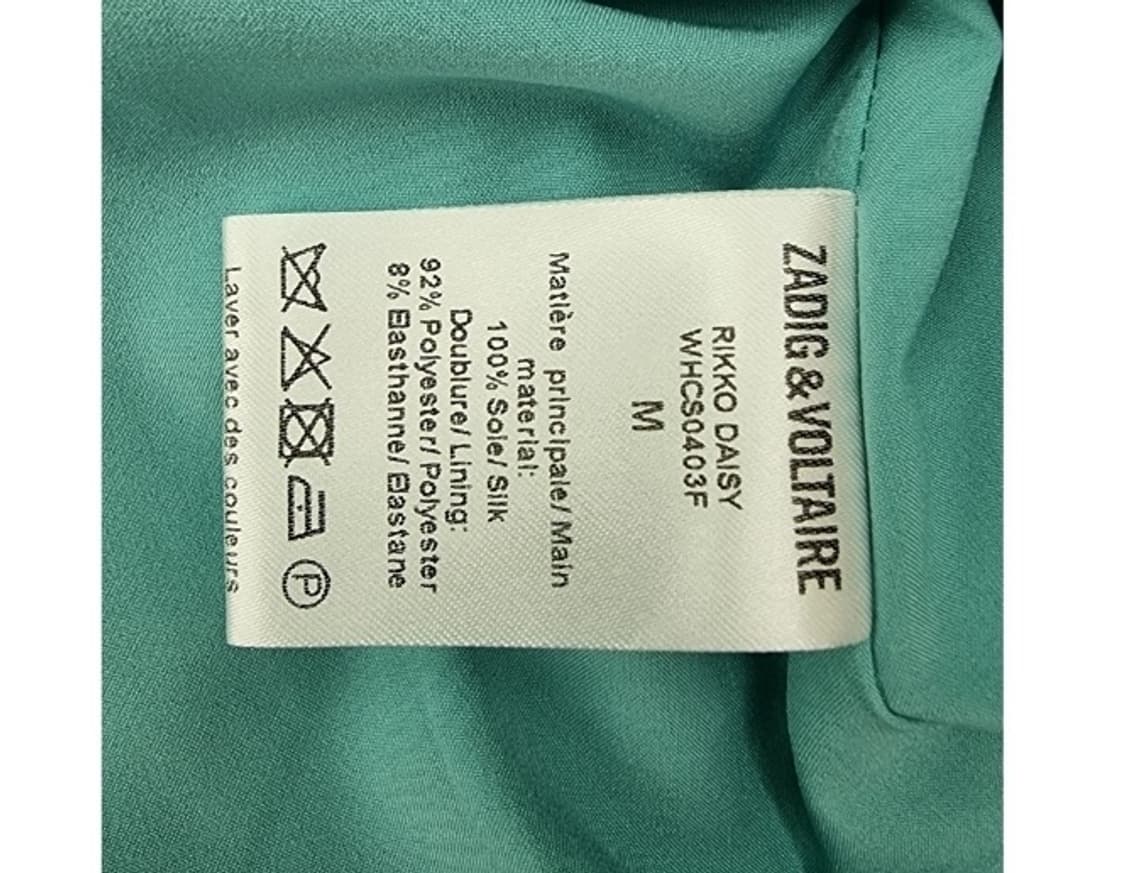 ZADIG & VOLTAIRE
RIKKO DAISY
WHCS0403F
M
Matière principale/ Main
material:
100% Soie/ Silk
Doublure/ Lining:
92% Polyester/ Polyester
8% Elasthanne/ Elastane
P
Laver avec des couleurs